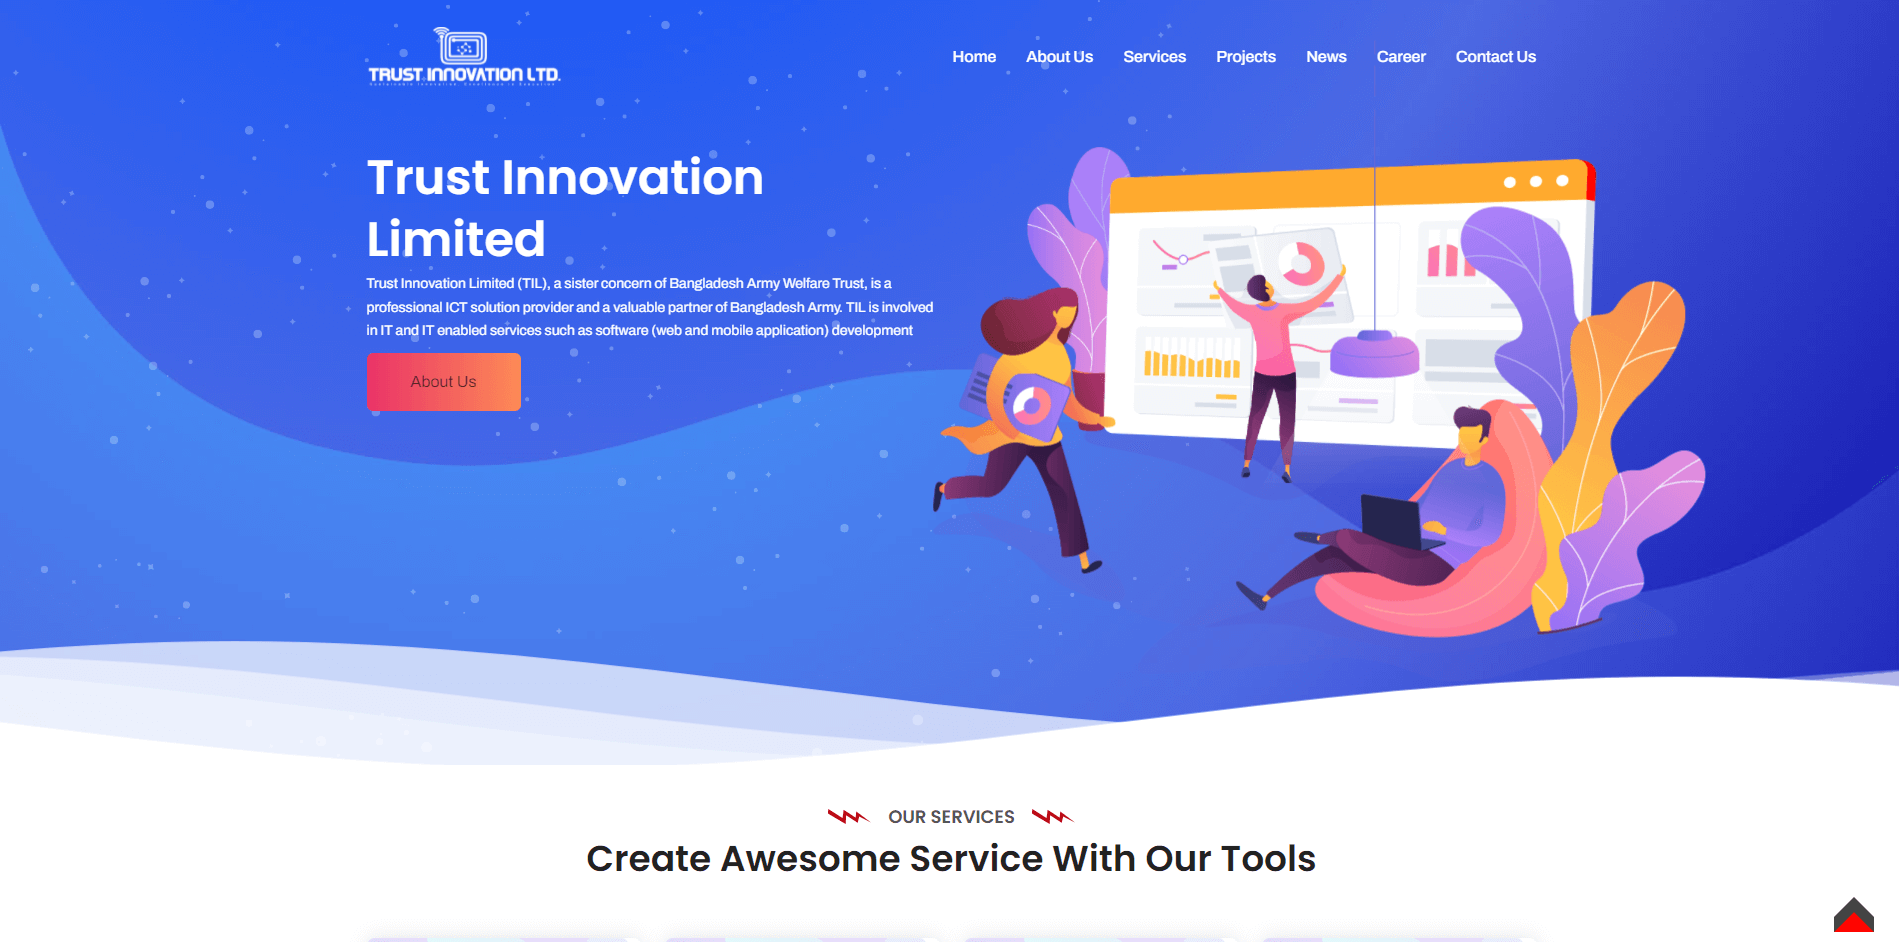 TRUST INNOVATION LTD.
Home About Us Services Projects News Career Contact Us
Trust Innovation
Limited
Trust Innovation Limited (TIL), a sister concern of Bangladesh Army Welfare Trust, is a
professional ICT solution provider and a valuable partner of Bangladesh Army. TIL is involved
in IT and IT enabled services such as software (web and mobile application) development
About Us
OUR SERVICES
Create Awesome Service With Our Tools